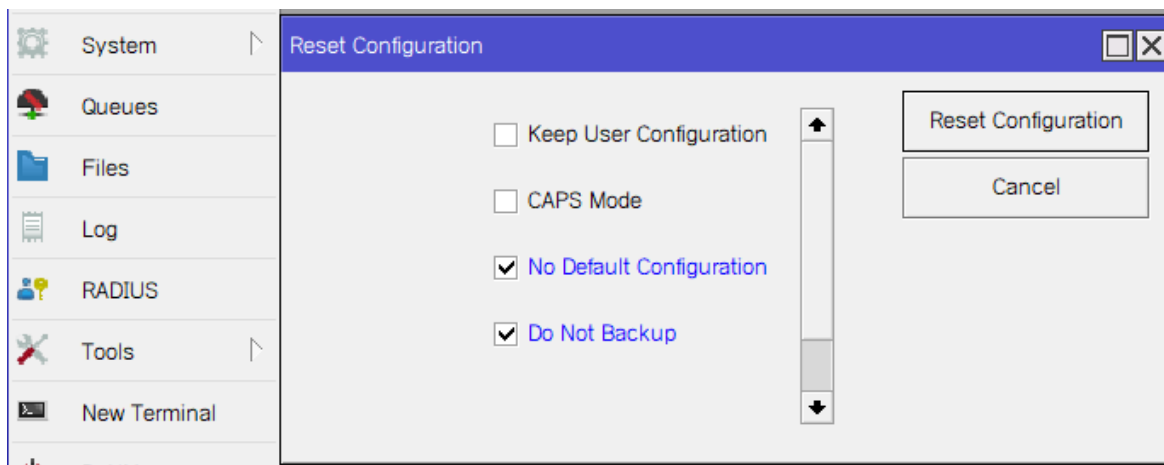 System
Queues
Files
Log
RADIUS
Tools
New Terminal
Reset Configuration
Keep User Configuration
CAPS Mode
No Default Configuration
Do Not Backup
Reset Configuration
Cancel